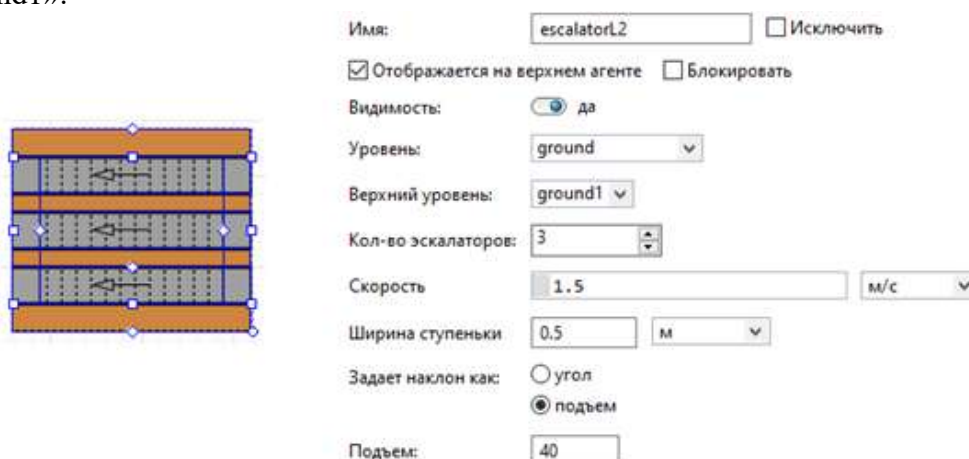 nd1».
Имя: escalatorL2 Исключить
Отображается на верхнем агенте Блокировать
Видимость: да
Уровень: ground
Верхний уровень: ground1
Кол-во эскалаторов: 3
Скорость 1.5 м/с
Ширина ступеньки 0.5 м
Задает наклон как: угол
подъем
Подъем: 40